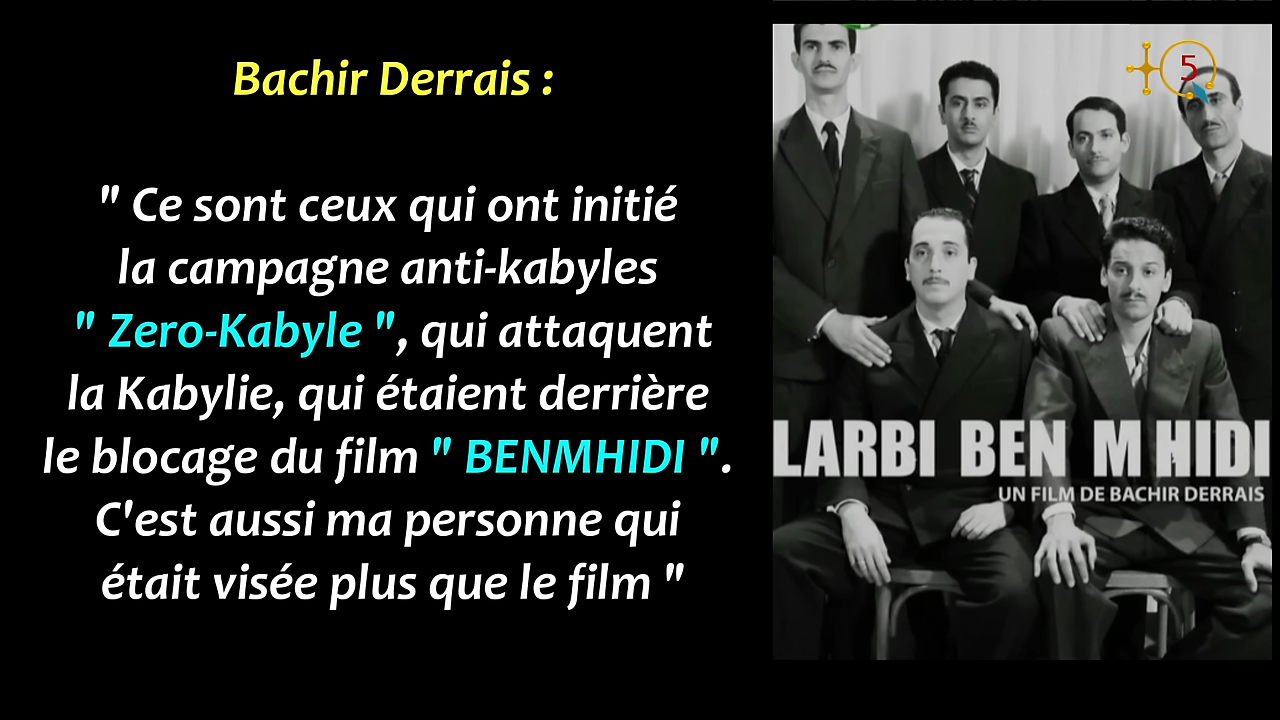 Bachir Derrais :
" Ce sont ceux qui ont initié
la campagne anti-kabyles
" Zero-Kabyle ", qui attaquent
la Kabylie, qui étaient derrière
le blocage du film " BENMHIDI ".
C'est aussi ma personne qui
était visée plus que le film "
5
LARBI BEN M'HIDI
UN FILM DE BACHIR DERRAIS